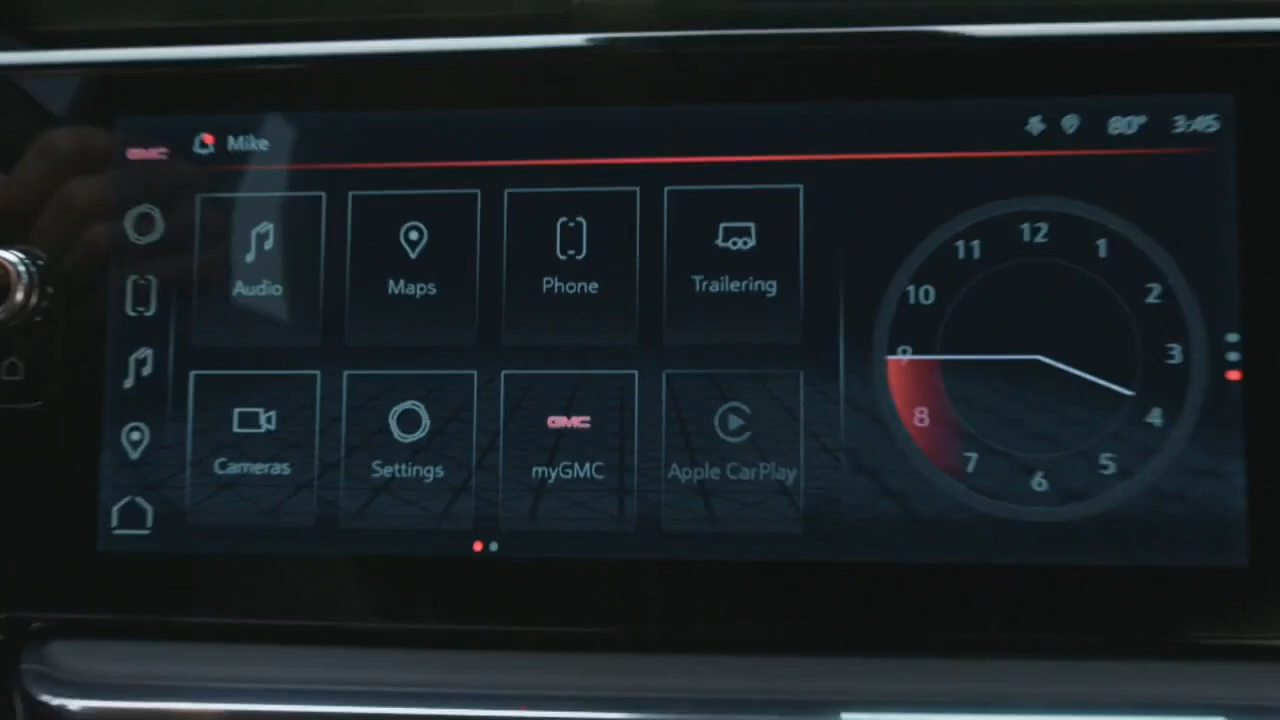 GMC Mike 80° 3:45
Audio Maps Phone Trailering
Cameras Settings myGMC Apple CarPlay
GMC
12
11 1
10 2
9 3
8 4
7 5
6